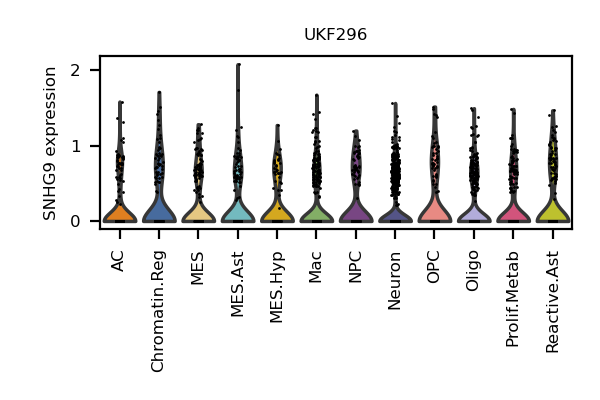 UKF296
SNHG9 expression
2
1
0
AC
Chromatin.Reg
MES
MES.Ast
MES.Hyp
Mac
NPC
Neuron
OPC
Oligo
Prolif.Metab
Reactive.Ast